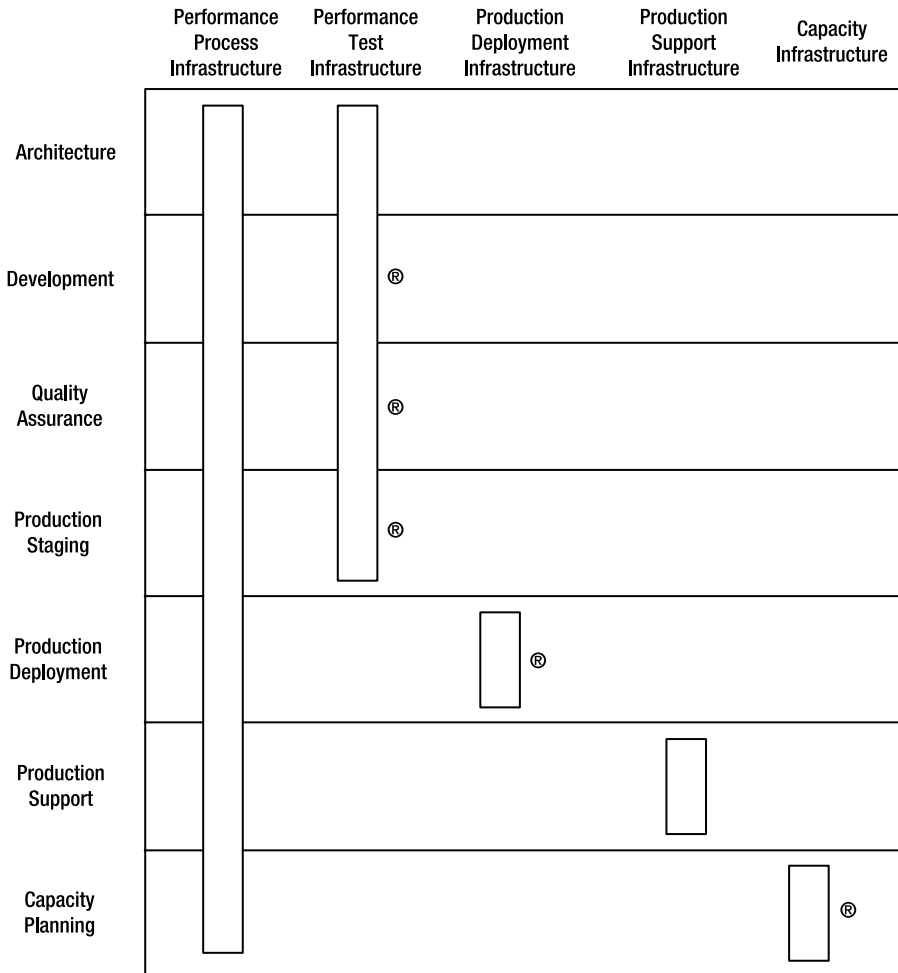 Performance
Process
Infrastructure
Performance
Test
Infrastructure
Production
Deployment
Infrastructure
Production
Support
Infrastructure
Capacity
Infrastructure
Architecture
Development
®
Quality
Assurance
®
Production
Staging
®
Production
Deployment
®
Production
Support
Capacity
Planning
®